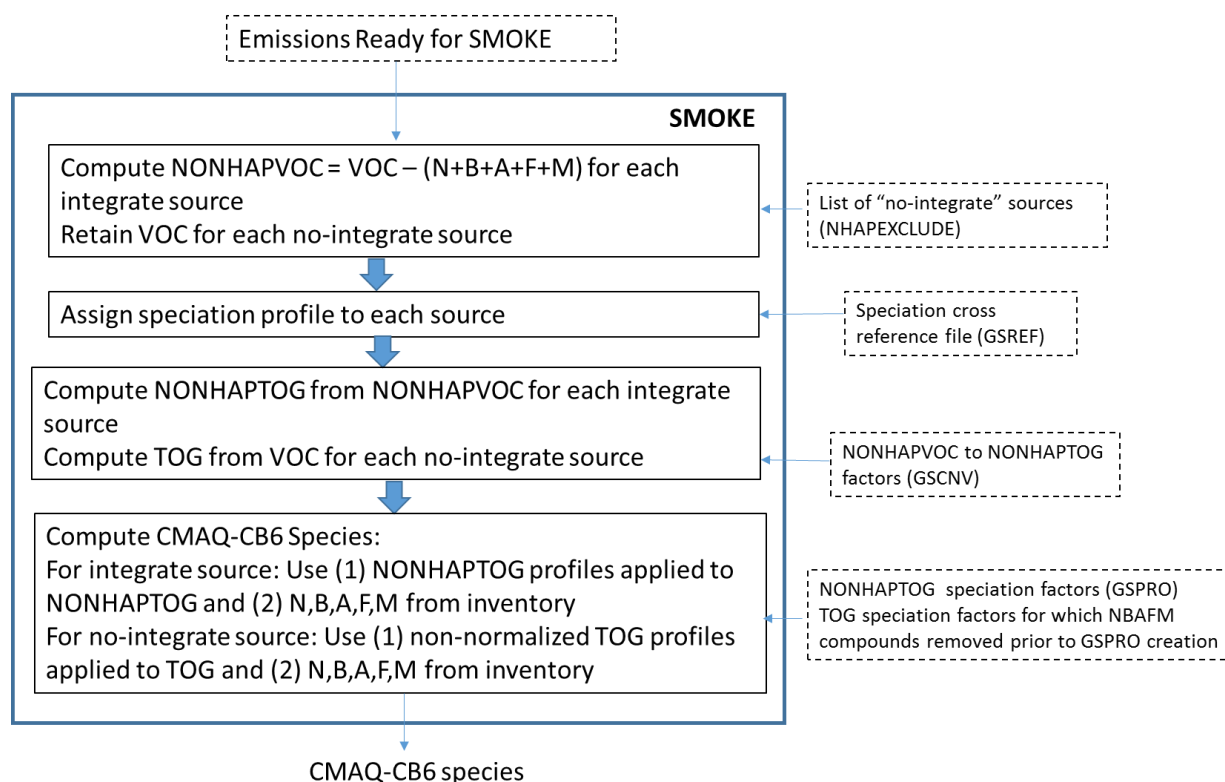 Emissions Ready for SMOKE
SMOKE
Compute NONHAPVOC = VOC – (N+B+A+F+M) for each
integrate source
Retain VOC for each no-integrate source
List of “no-integrate” sources
(NHAPEXCLUDE)
Assign speciation profile to each source
Speciation cross
reference file (GSREF)
Compute NONHAPTOG from NONHAPVOC for each integrate
source
Compute TOG from VOC for each no-integrate source
NONHAPVOC to NONHAPTOG
factors (GSCNV)
Compute CMAQ-CB6 Species:
For integrate source: Use (1) NONHAPTOG profiles applied to
NONHAPTOG and (2) N,B,A,F,M from inventory
For no-integrate source: Use (1) non-normalized TOG profiles
applied to TOG and (2) N,B,A,F,M from inventory
NONHAPTOG speciation factors (GSPRO)
TOG speciation factors for which NBAFM
compounds removed prior to GSPRO creation
CMAQ-CB6 species